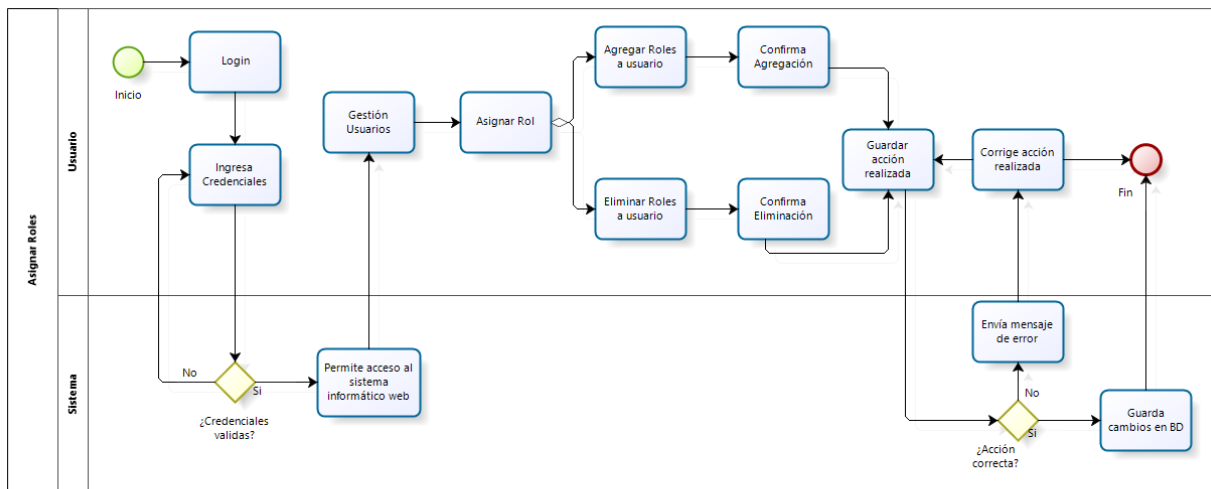 Asignar Roles
Usuario
Inicio
Login
Ingresa
Credenciales
Gestión
Usuarios
Asignar Rol
Agregar Roles
a usuario
Confirma
Agregación
Eliminar Roles
a usuario
Confirma
Eliminación
Guardar
acción
realizada
Corrige acción
realizada
Fin
Sistema
No
Si
¿Credenciales
validas?
Permite acceso al
sistema
informático web
Envía mensaje
de error
No
Si
¿Acción
correcta?
Guarda
cambios en BD